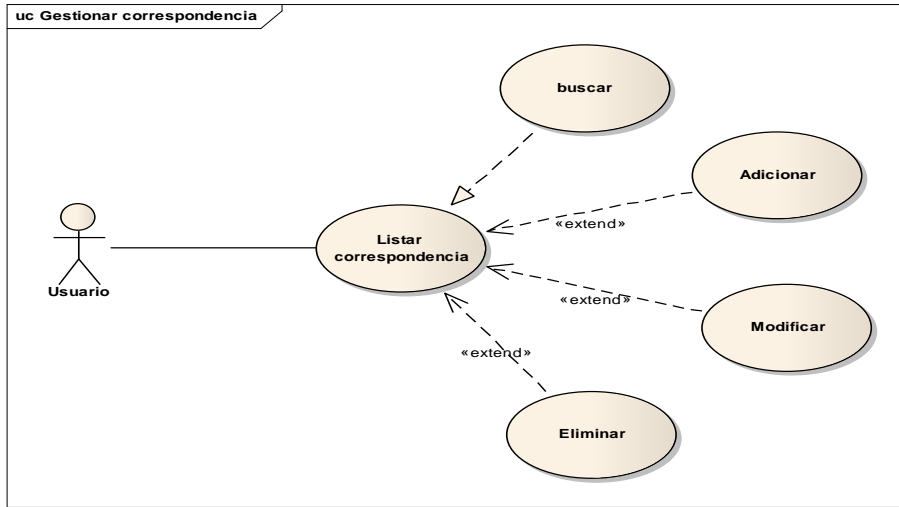 uc Gestionar correspondencia
buscar
Adicionar
«extend»
Listar
correspondencia
Usuario
«extend»
Modificar
«extend»
Eliminar